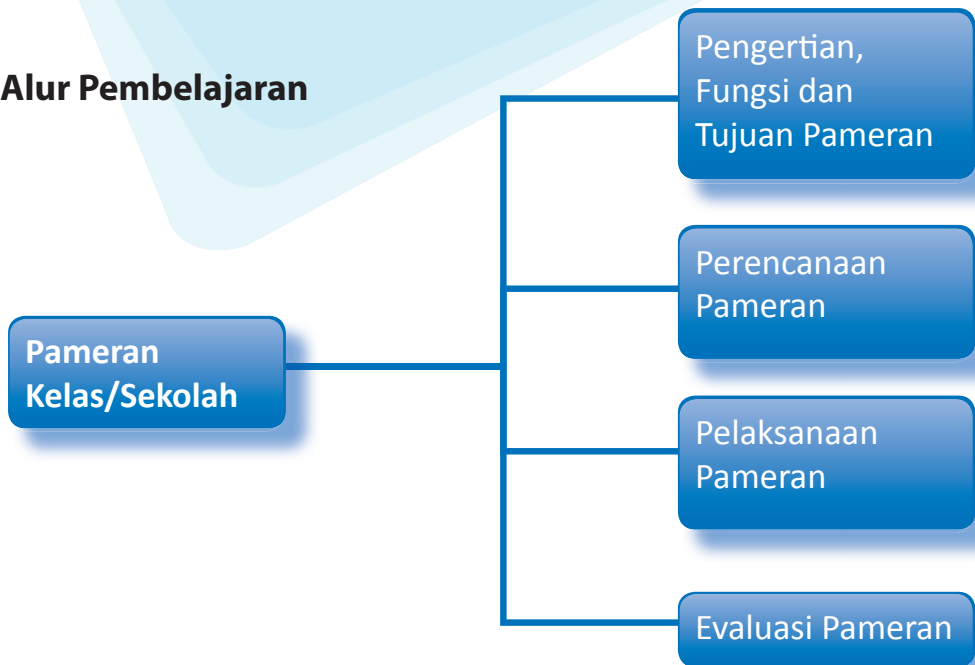 Alur Pembelajaran
Pameran
Kelas/Sekolah
Pengertian,
Fungsi dan
Tujuan Pameran
Perencanaan
Pameran
Pelaksanaan
Pameran
Evaluasi Pameran